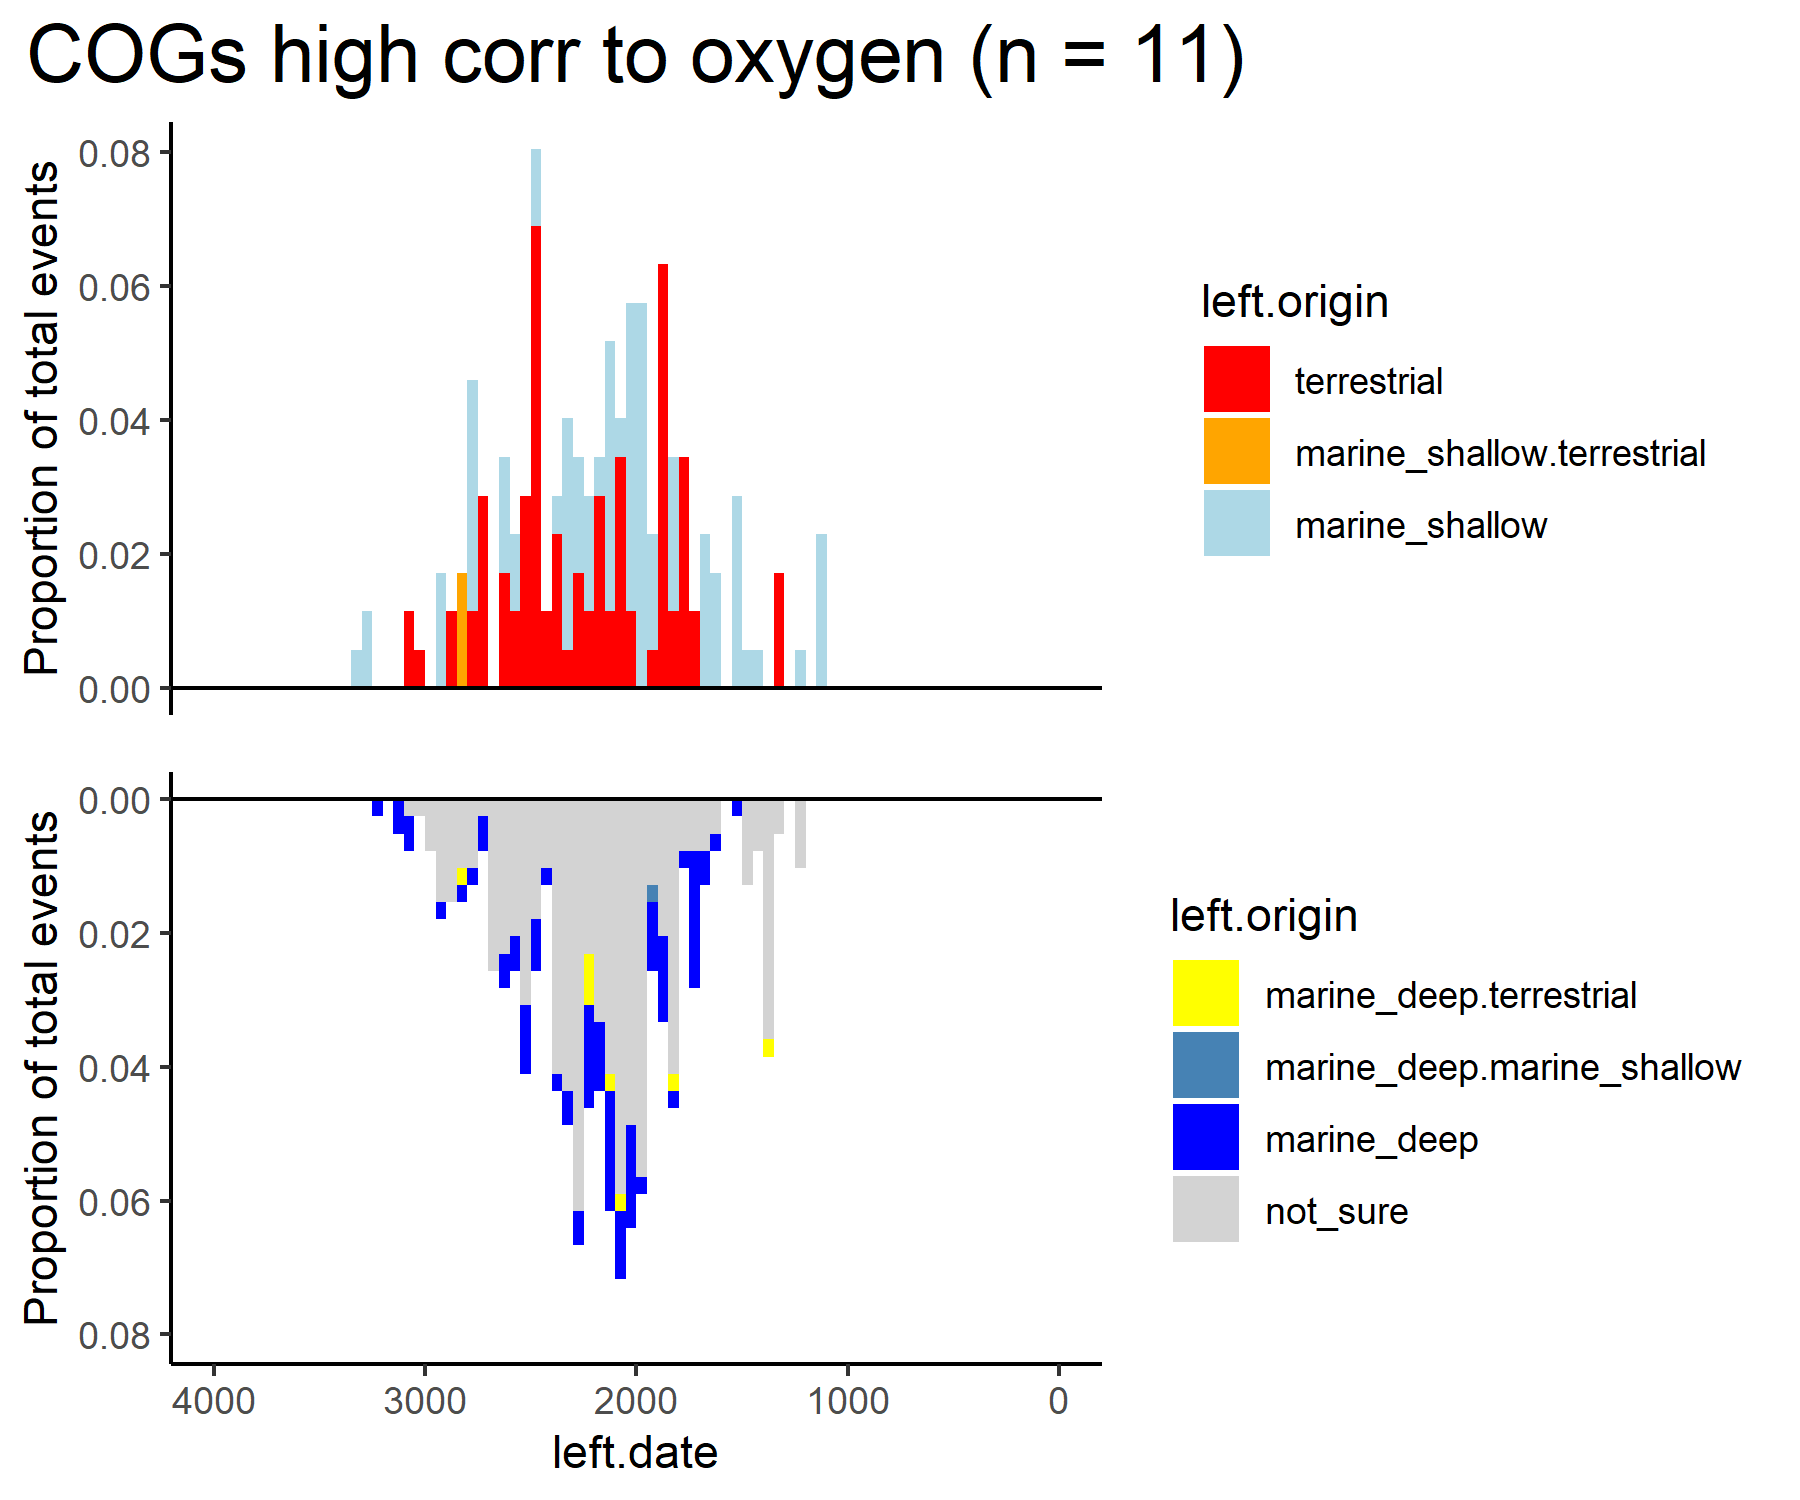 COGs high corr to oxygen (n = 11)
Proportion of total events
0.08
0.06
0.04
0.02
0.00
left.origin
terrestrial
marine_shallow.terrestrial
marine_shallow
Proportion of total events
0.00
0.02
0.04
0.06
0.08
4000 3000 2000 1000 0
left.date
left.origin
marine_deep.terrestrial
marine_deep.marine_shallow
marine_deep
not_sure